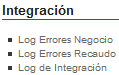 Integración
Log Errores Negocio
Log Errores Recaudo
Log de Integración